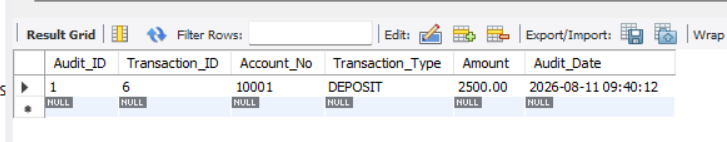 Result Grid Filter Rows: Edit: Export/Import: Wrap
Audit_ID Transaction_ID Account_No Transaction_Type Amount Audit_Date
1 6 10001 DEPOSIT 2500.00 2026-08-11 09:40:12
NULL NULL NULL NULL NULL NULL